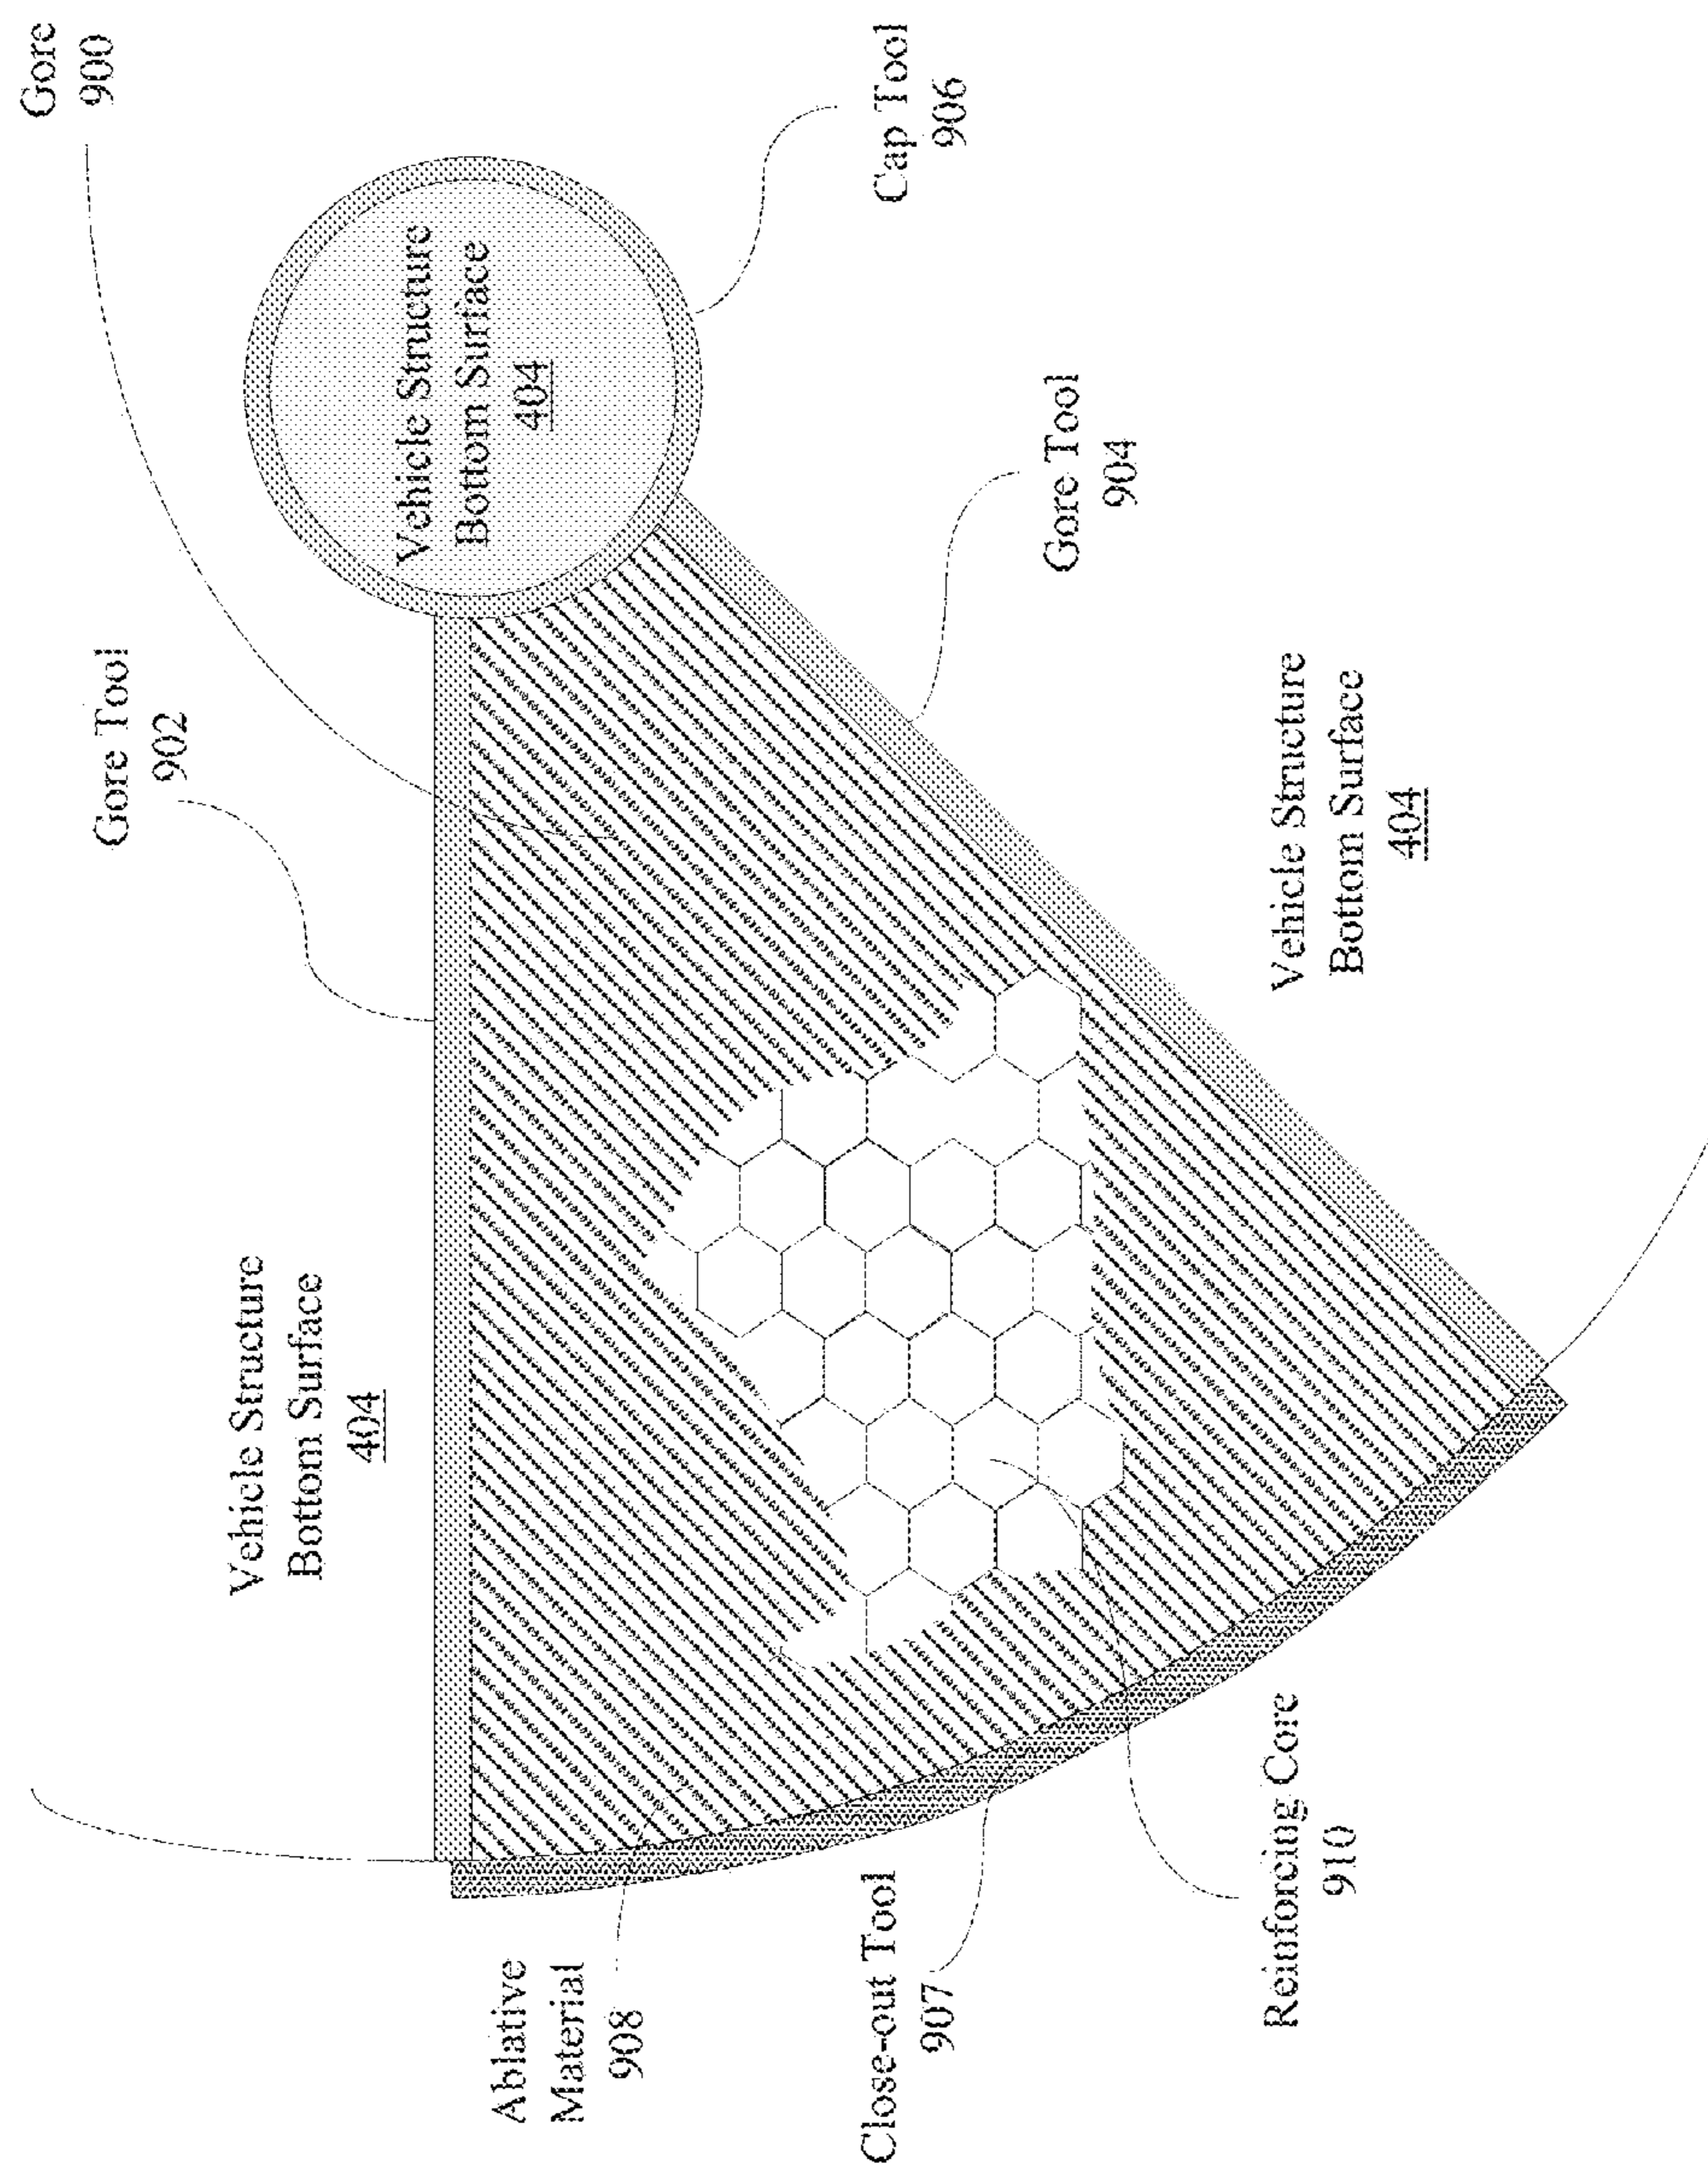 Gore
900
Gore Tool
902
Vehicle Structure
Bottom Surface
404
Vehicle Structure
Bottom Surface
404
Cap Tool
906
Gore Tool
904
Vehicle Structure
Bottom Surface
404
Ablative
Material
908
Close-out Tool
907
Reinforcing Core
910